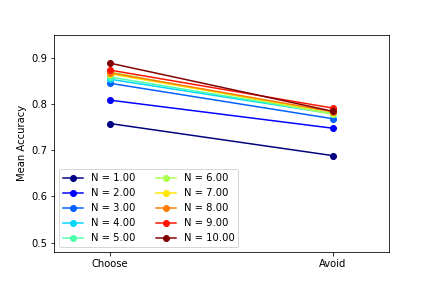 0.9
0.8
0.7
0.6
0.5
Mean Accuracy
N = 1.00
N = 2.00
N = 3.00
N = 4.00
N = 5.00
N = 6.00
N = 7.00
N = 8.00
N = 9.00
N = 10.00
Choose
Avoid